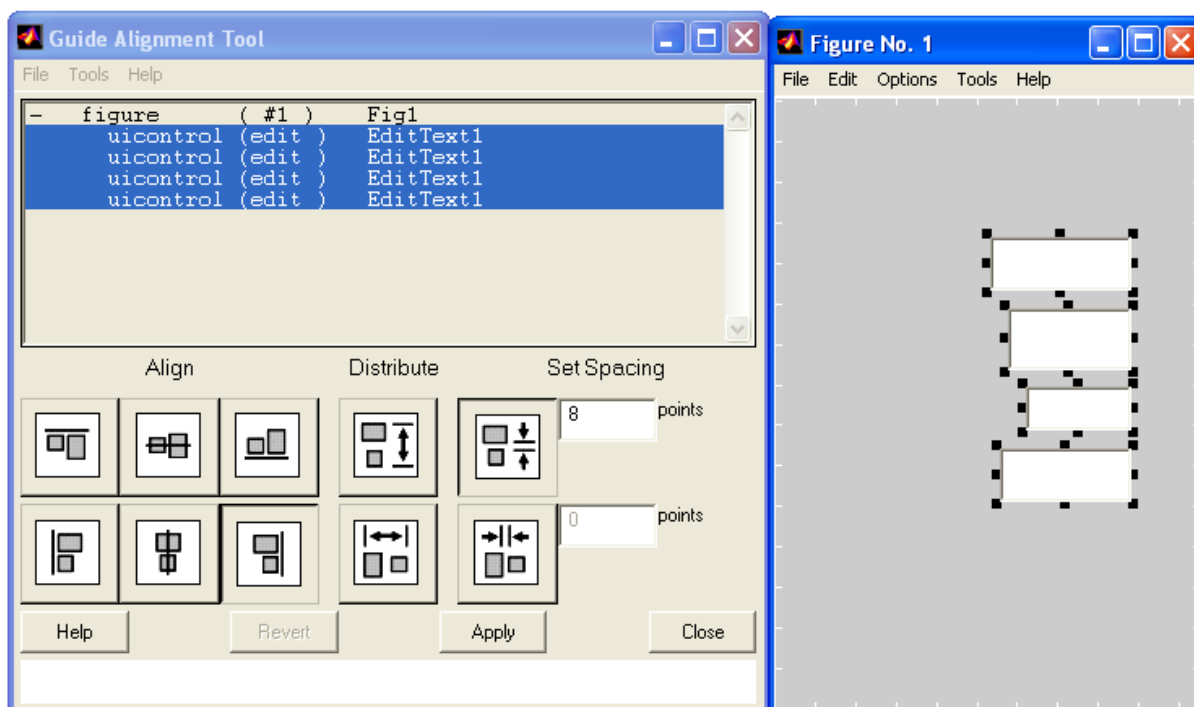 Guide Alignment Tool
File Tools Help
- figure ( #1 ) Fig1
uicontrol (edit ) EditText1
uicontrol (edit ) EditText1
uicontrol (edit ) EditText1
uicontrol (edit ) EditText1
Align Distribute Set Spacing
8 points
0 points
Help Revert Apply Close
Figure No. 1
File Edit Options Tools Help